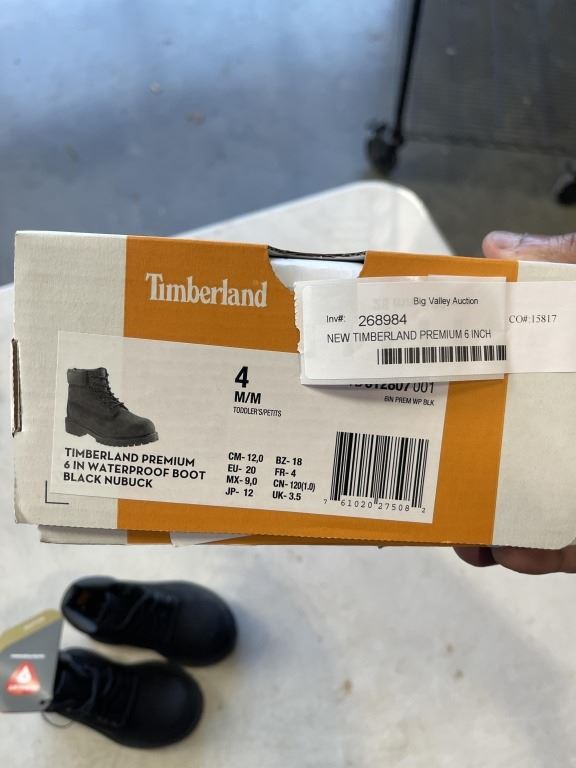 Timberland
Big Valley Auction
Inv#: 268984
CO#:15817
NEW TIMBERLAND PREMIUM 6 INCH
4
M/M
TODDLER'S/PETITS
001
6IN PREM WP BLK
TIMBERLAND PREMIUM
6 IN WATERPROOF BOOT
BLACK NUBUCK
CM- 12,0 BZ- 18
EU- 20 FR- 4
MX- 9,0 CN- 120(1.0)
JP- 12 UK- 3.5
7 61020 27508 2